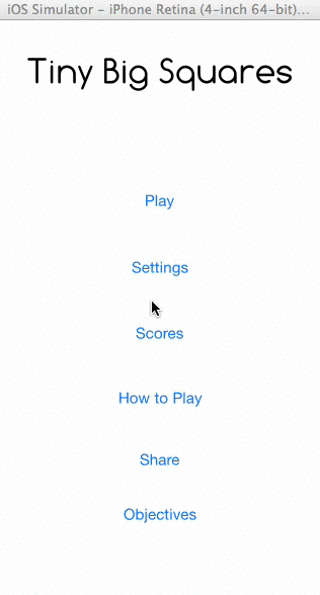 iOS Simulator – iPhone Retina (4-inch 64-bit)...
Tiny Big Squares
Play
Settings
Scores
How to Play
Share
Objectives